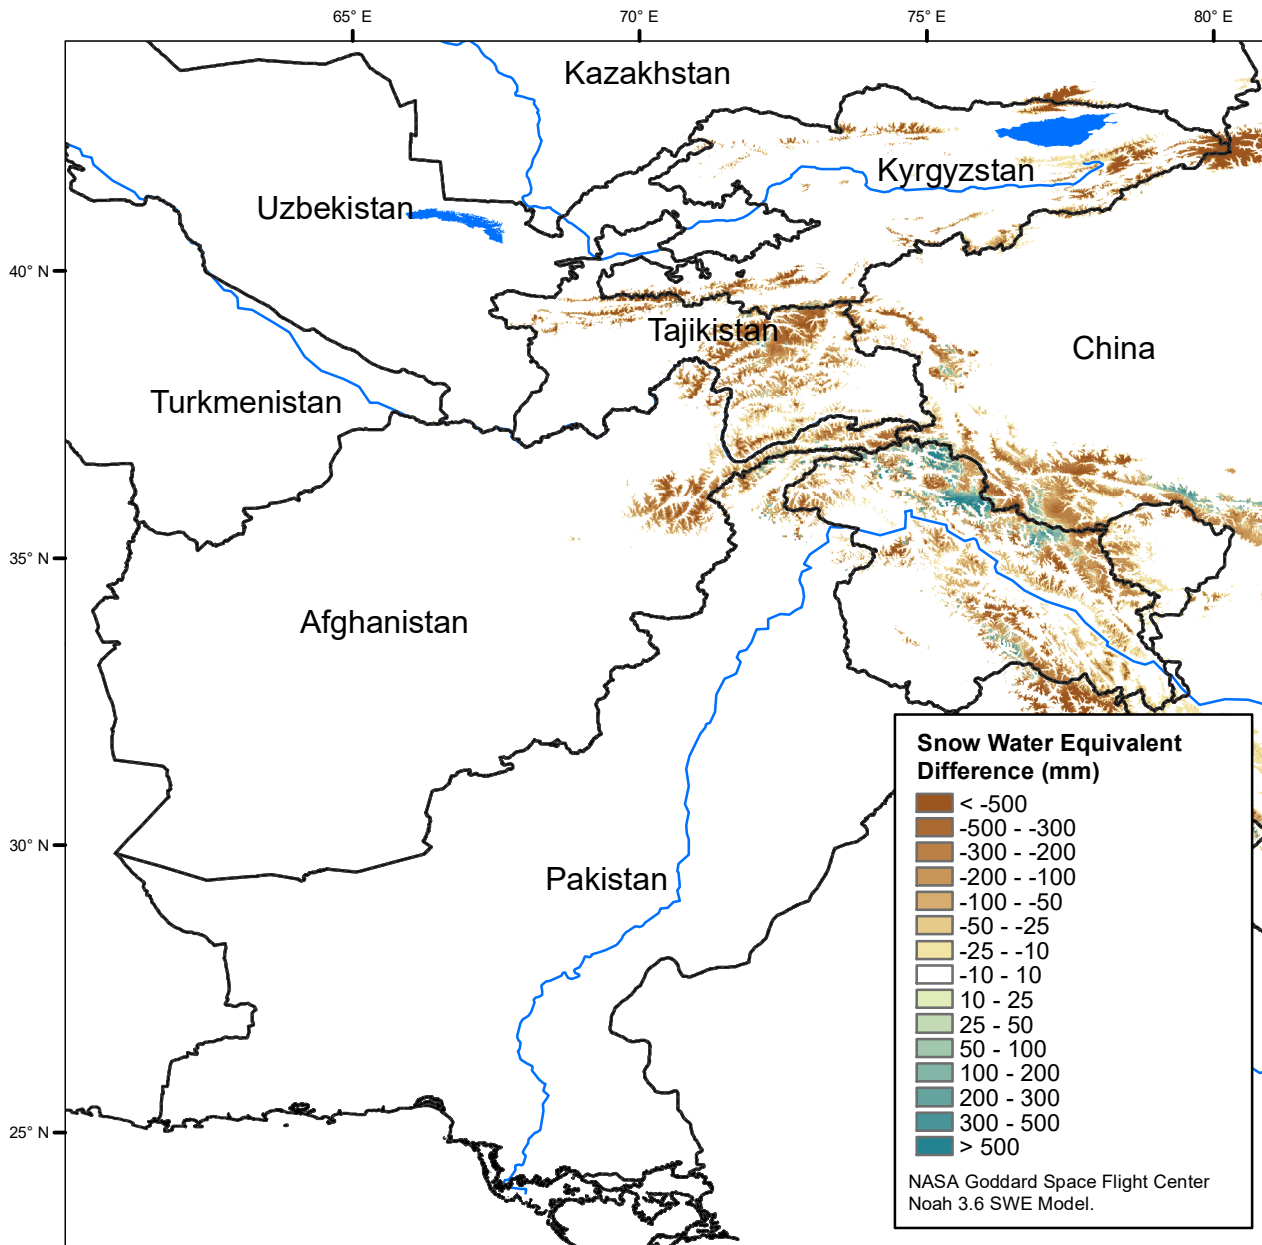 65° E
70° E
75° E
80° E
Kazakhstan
Kyrgyzstan
Uzbekistan
40° N
Tajikistan
China
Turkmenistan
35° N
Afghanistan
Snow Water Equivalent
Difference (mm)
< -500
-500 - -300
-300 - -200
-200 - -100
-100 - -50
-50 - -25
-25 - -10
-10 - 10
10 - 25
25 - 50
50 - 100
100 - 200
200 - 300
300 - 500
> 500
30° N
Pakistan
25° N
NASA Goddard Space Flight Center
Noah 3.6 SWE Model.